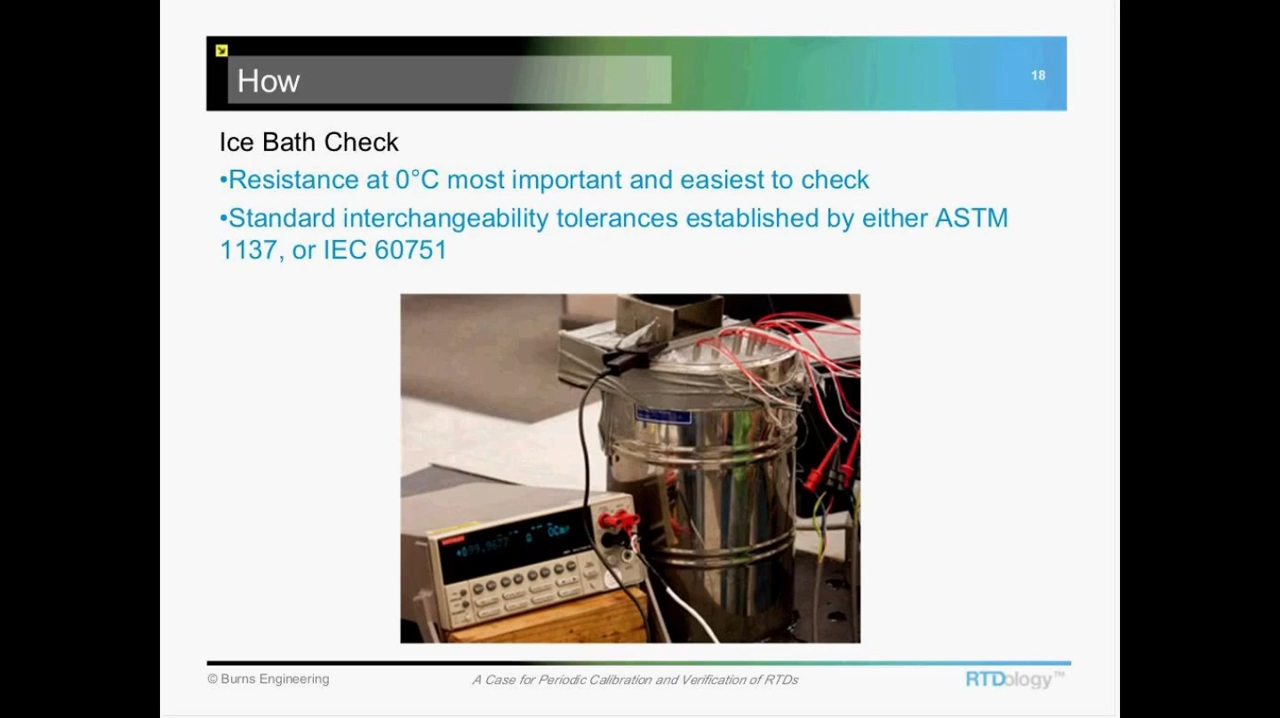 How
18
Ice Bath Check
•Resistance at 0°C most important and easiest to check
•Standard interchangeability tolerances established by either ASTM
1137, or IEC 60751
© Burns Engineering
A Case for Periodic Calibration and Verification of RTDs
RTDology™